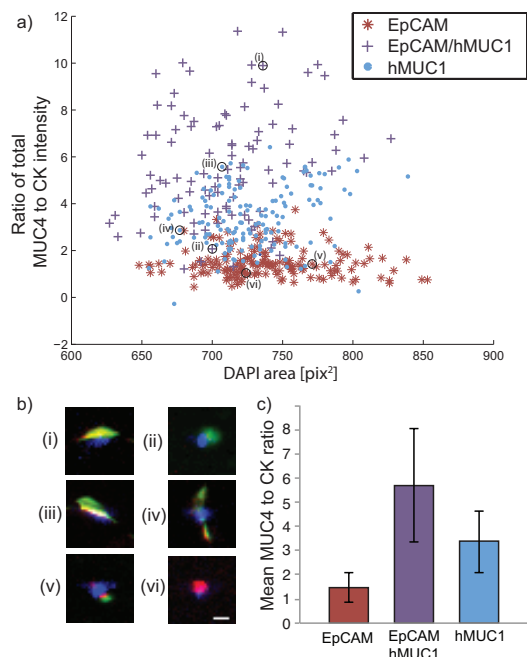 a)
EpCAM
EpCAM/hMUC1
hMUC1
Ratio of total
MUC4 to CK intensity
12
10
8
6
4
2
0
−2
600
650
700
750
800
850
900
DAPI area [pix²]
(i)
(iii)
(iv)
(ii)
(v)
(vi)
b)
(i)
(ii)
(iii)
(iv)
(v)
(vi)
c)
Mean MUC4 to CK ratio
8
7
6
5
4
3
2
1
0
EpCAM
EpCAM
hMUC1
hMUC1